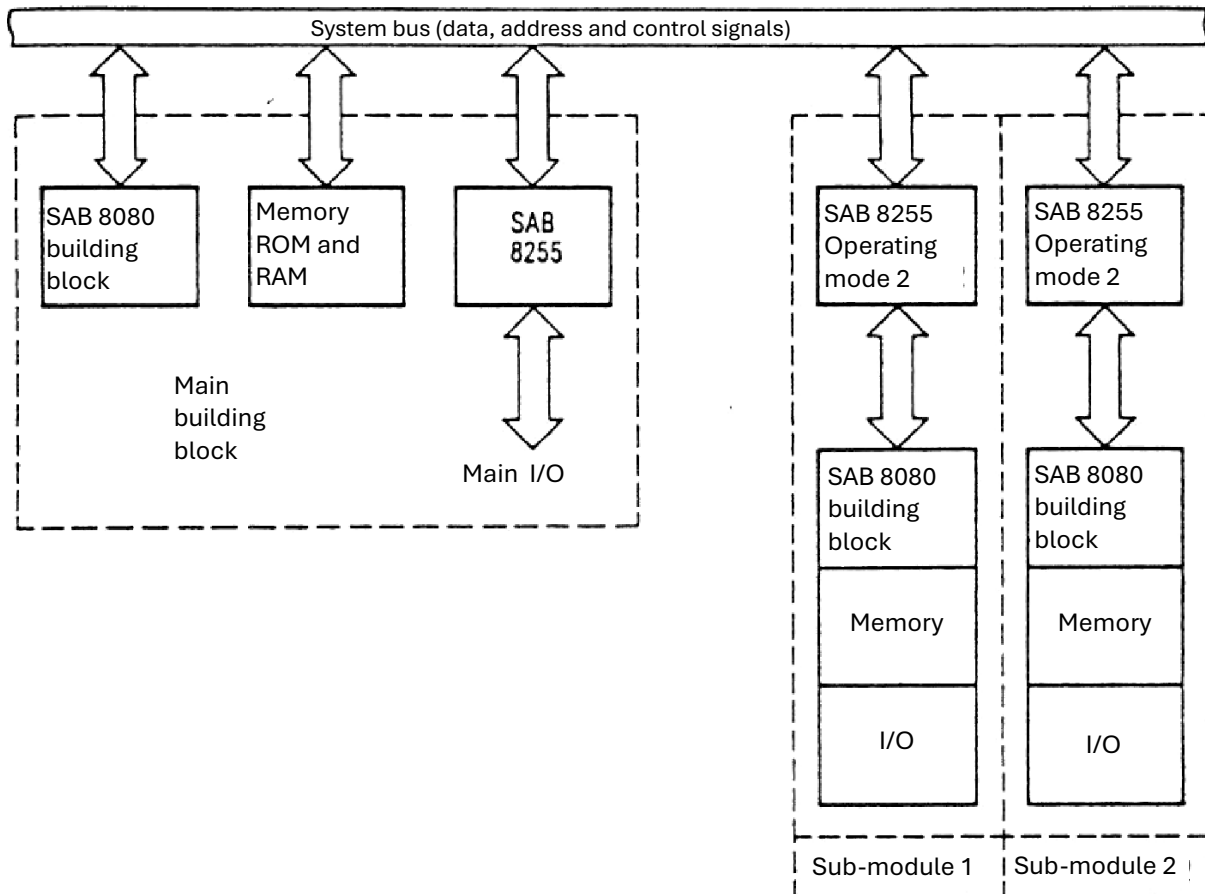 System bus (data, address and control signals)
SAB 8080
building
block
Memory
ROM and
RAM
SAB
8255
Main
building
block
Main I/O
SAB 8255
Operating
mode 2
SAB 8255
Operating
mode 2
SAB 8080
building
block
Memory
I/O
SAB 8080
building
block
Memory
I/O
Sub-module 1
Sub-module 2